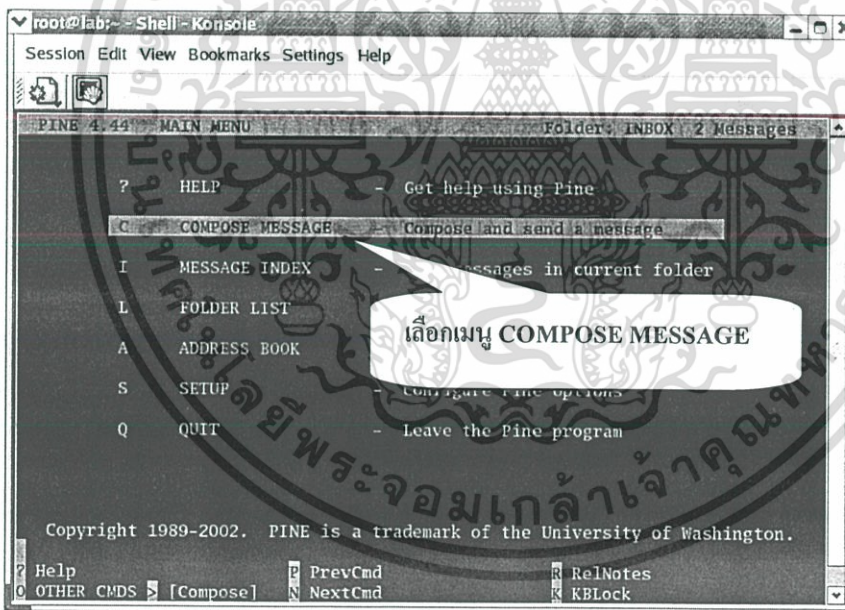 root@lab:~ - Shell - Konsole
Session Edit View Bookmarks Settings Help
PINE 4.44 MAIN MENU Folder: INBOX 2 Messages
? HELP - Get help using Pine
C COMPOSE MESSAGE - Compose and send a message
I MESSAGE INDEX - messages in current folder
L FOLDER LIST
เลือกเมนู COMPOSE MESSAGE
A ADDRESS BOOK
S SETUP - Configure Pine Options
Q QUIT - Leave the Pine program
Copyright 1989-2002. PINE is a trademark of the University of Washington.
? Help P PrevCmd R RelNotes
O OTHER CMDS > [Compose] N NextCmd K KBLock